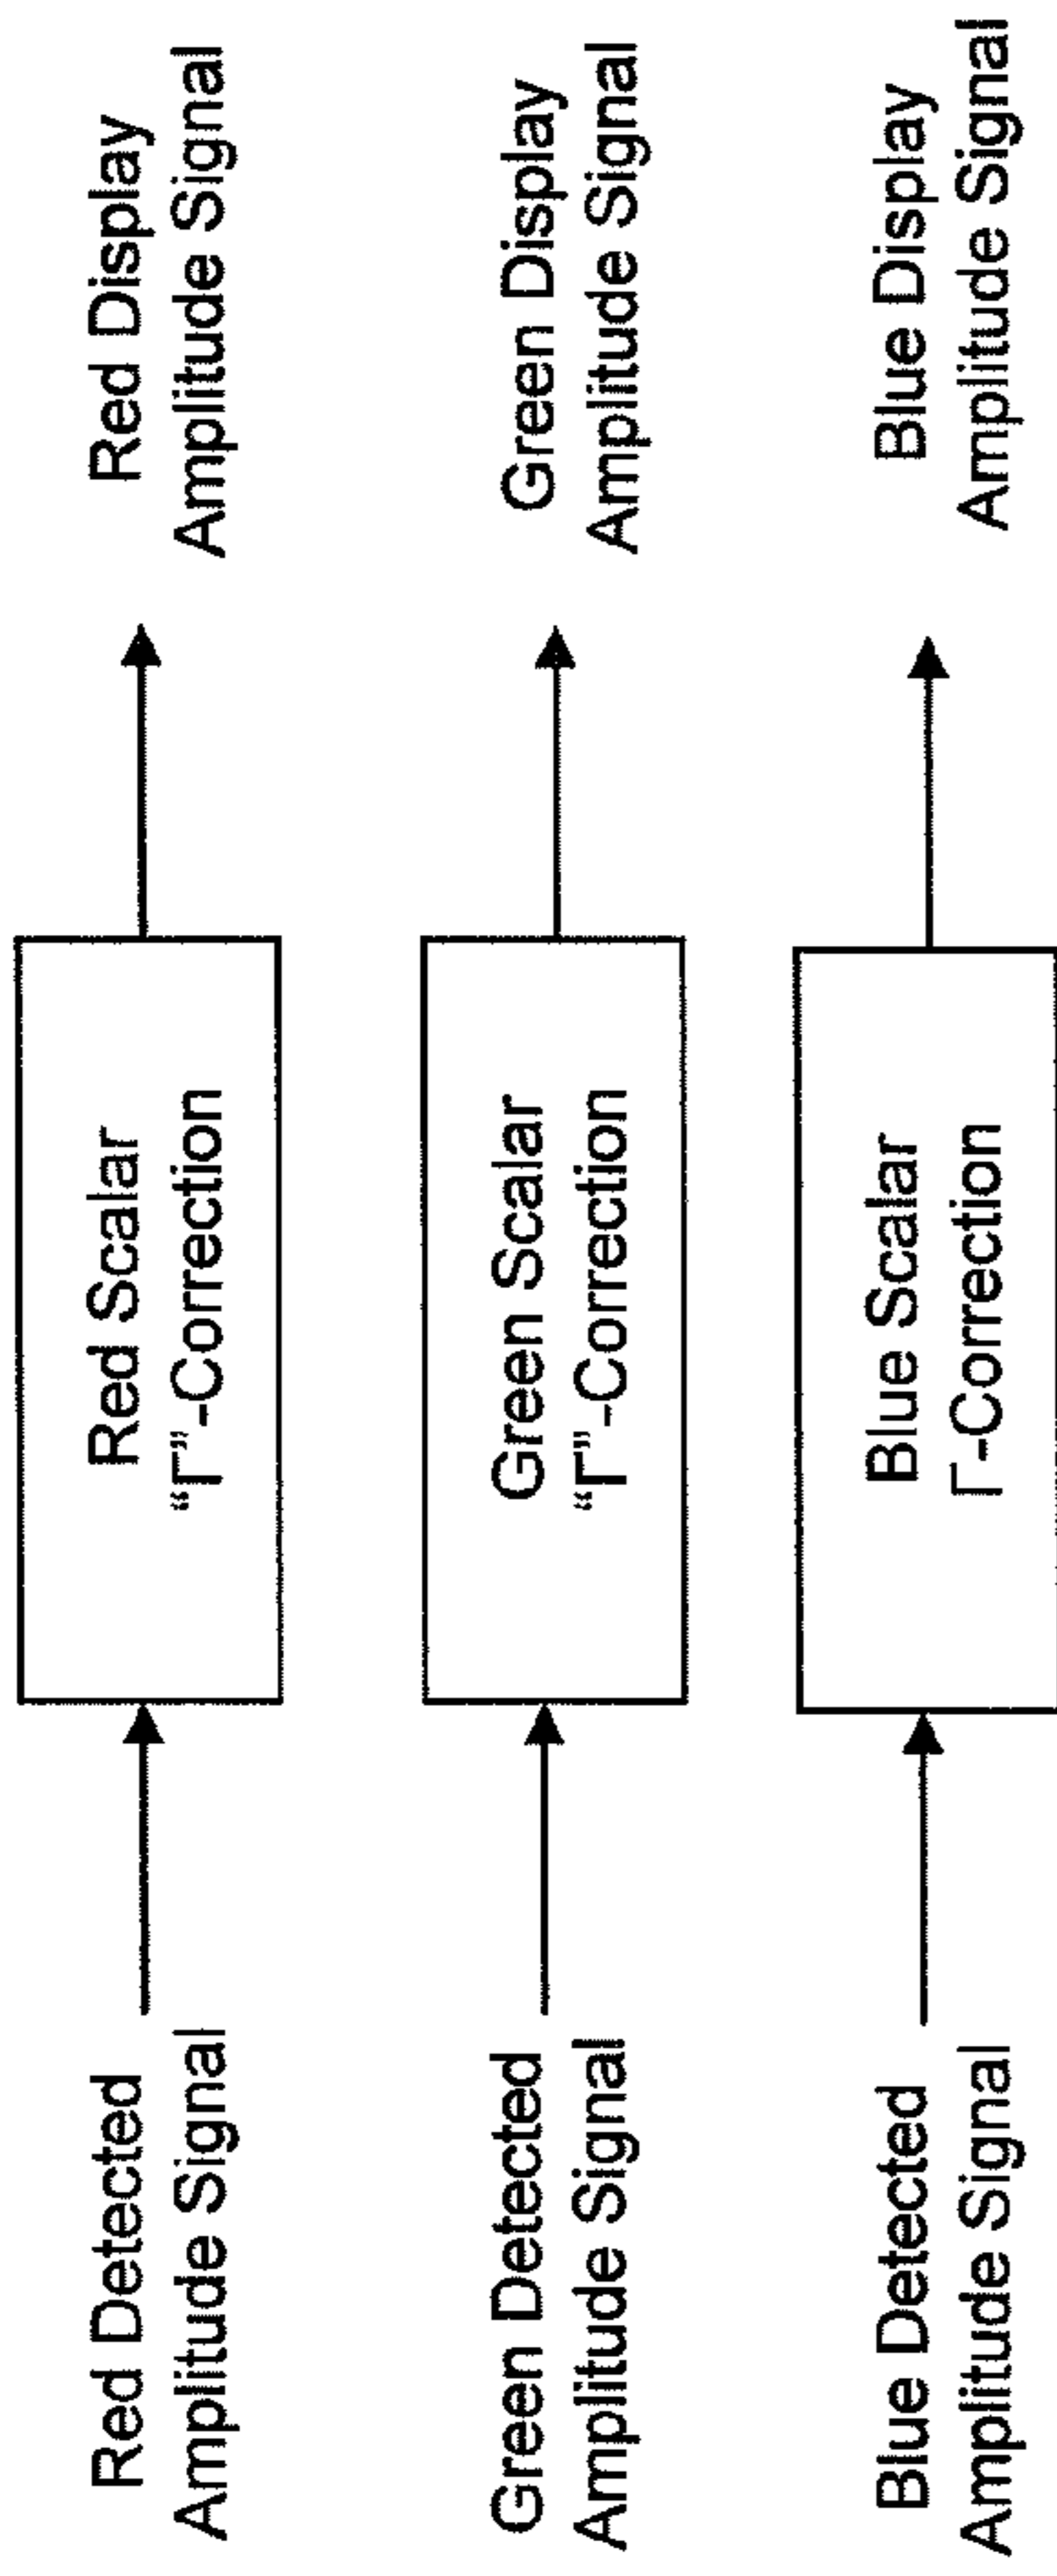 Red Detected
Amplitude Signal
Red Scalar
“Γ”-Correction
Red Display
Amplitude Signal
Green Detected
Amplitude Signal
Green Scalar
“Γ”-Correction
Green Display
Amplitude Signal
Blue Detected
Amplitude Signal
Blue Scalar
Γ-Correction
Blue Display
Amplitude Signal